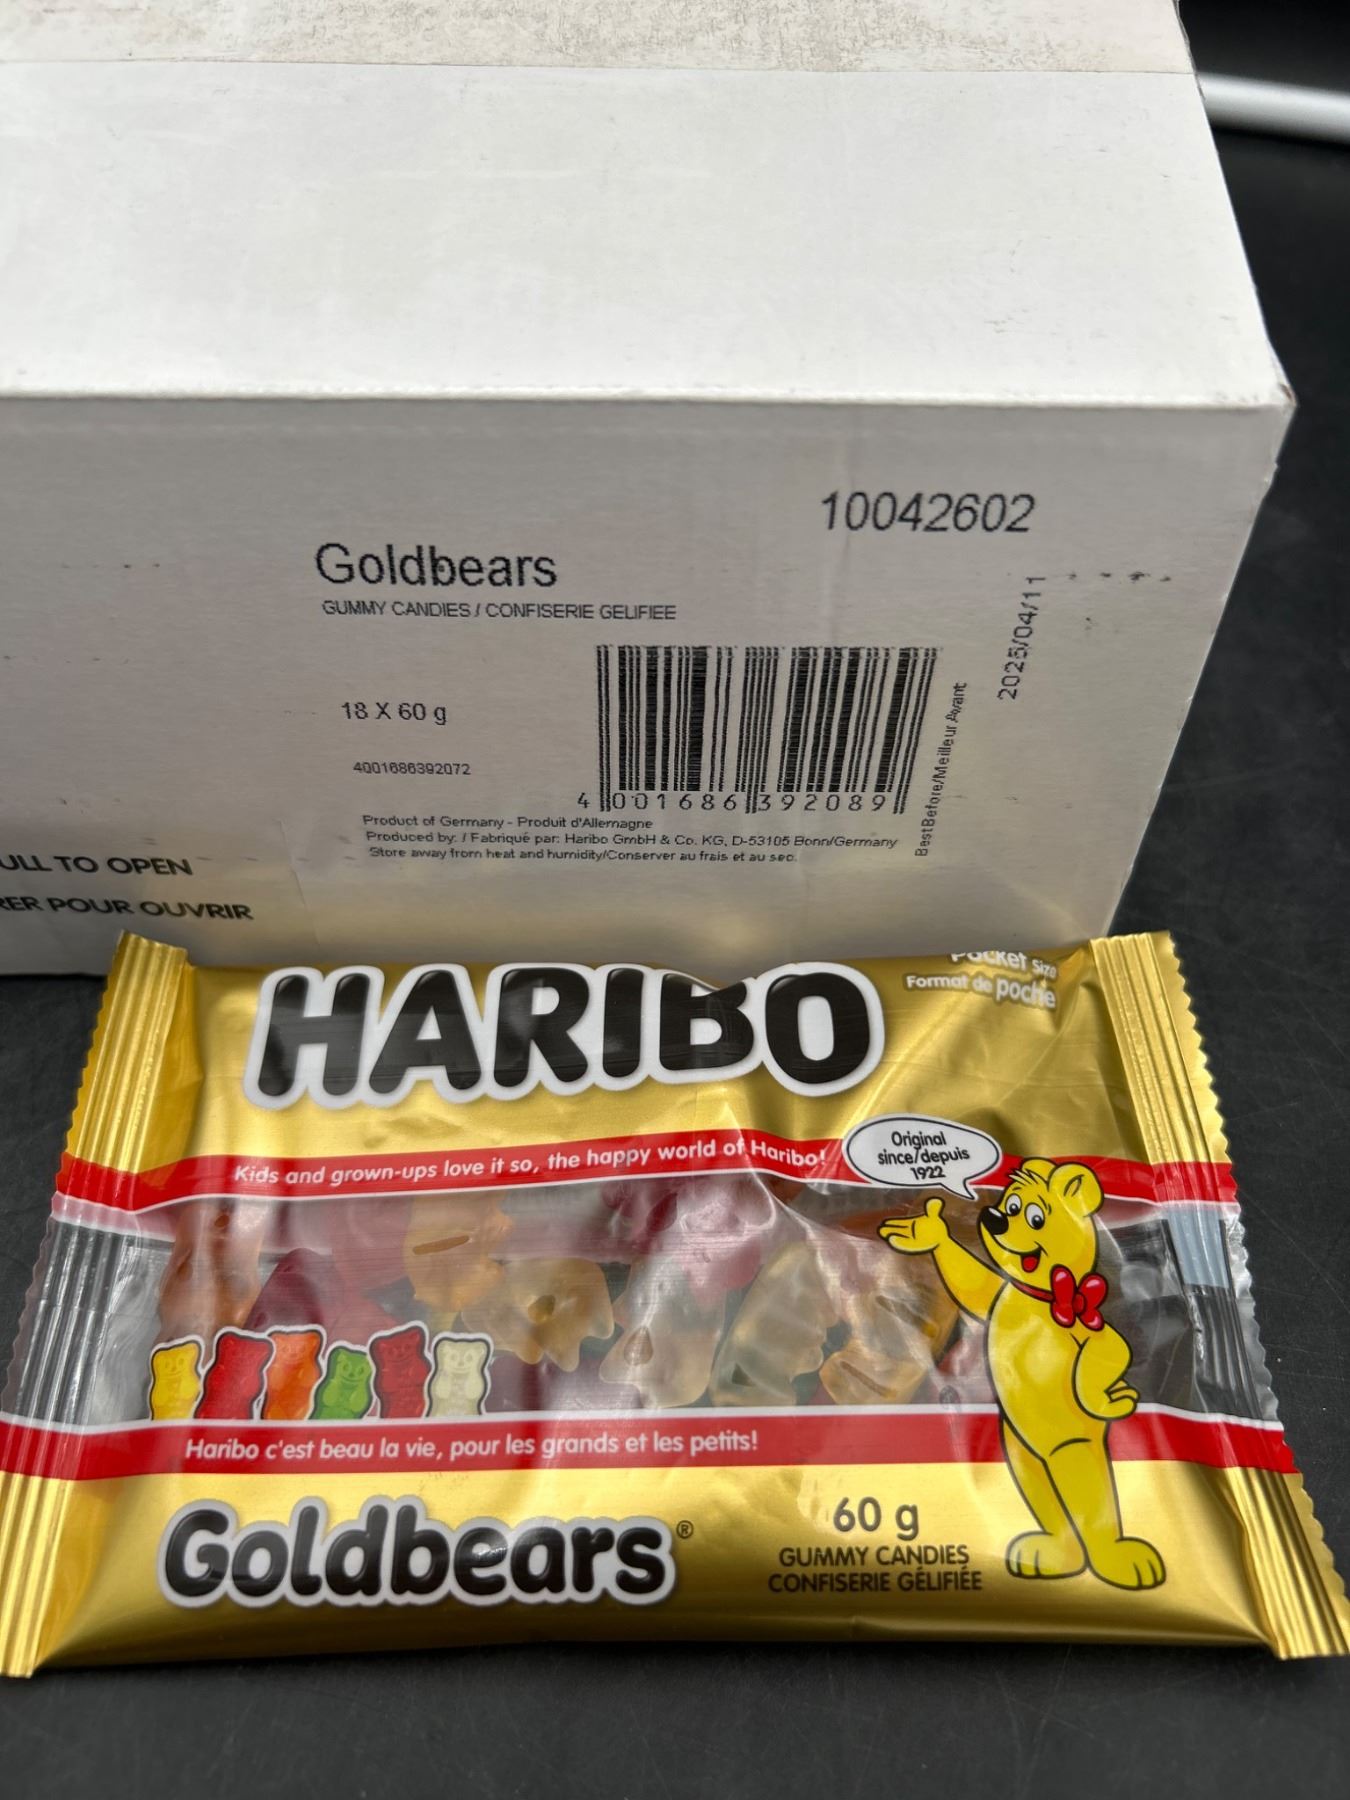 10042602
Goldbears
GUMMY CANDIES / CONFISERIE GELIFIEE
2025/04/11
18 X 60 g
Best Before/Meilleur Avant
4001686392072
4 001686 392089
Product of Germany - Produit d'Allemagne
Produced by: / Fabriqué par: Haribo GmbH & Co. KG, D-53105 Bonn/Germany
Store away from heat and humidity/Conserver au frais et au sec.
ULL TO OPEN
RER POUR OUVRIR
HARIBO
Pocket Size
Format de poche
Kids and grown-ups love it so, the happy world of Haribo!
Original
since/depuis
1922
Haribo c'est beau la vie, pour les grands et les petits!
Goldbears®
60 g
GUMMY CANDIES
CONFISERIE GÉLIFIÉE